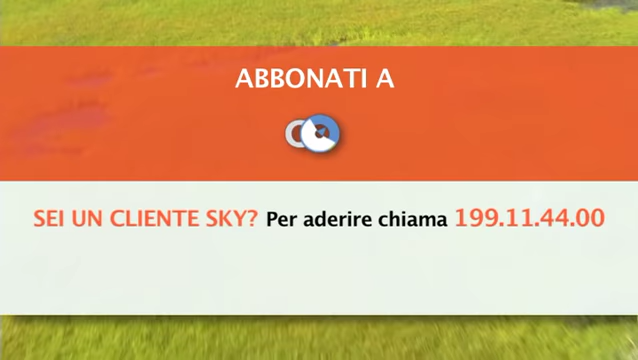 ABBONATI A
SEI UN CLIENTE SKY? Per aderire chiama 199.11.44.00